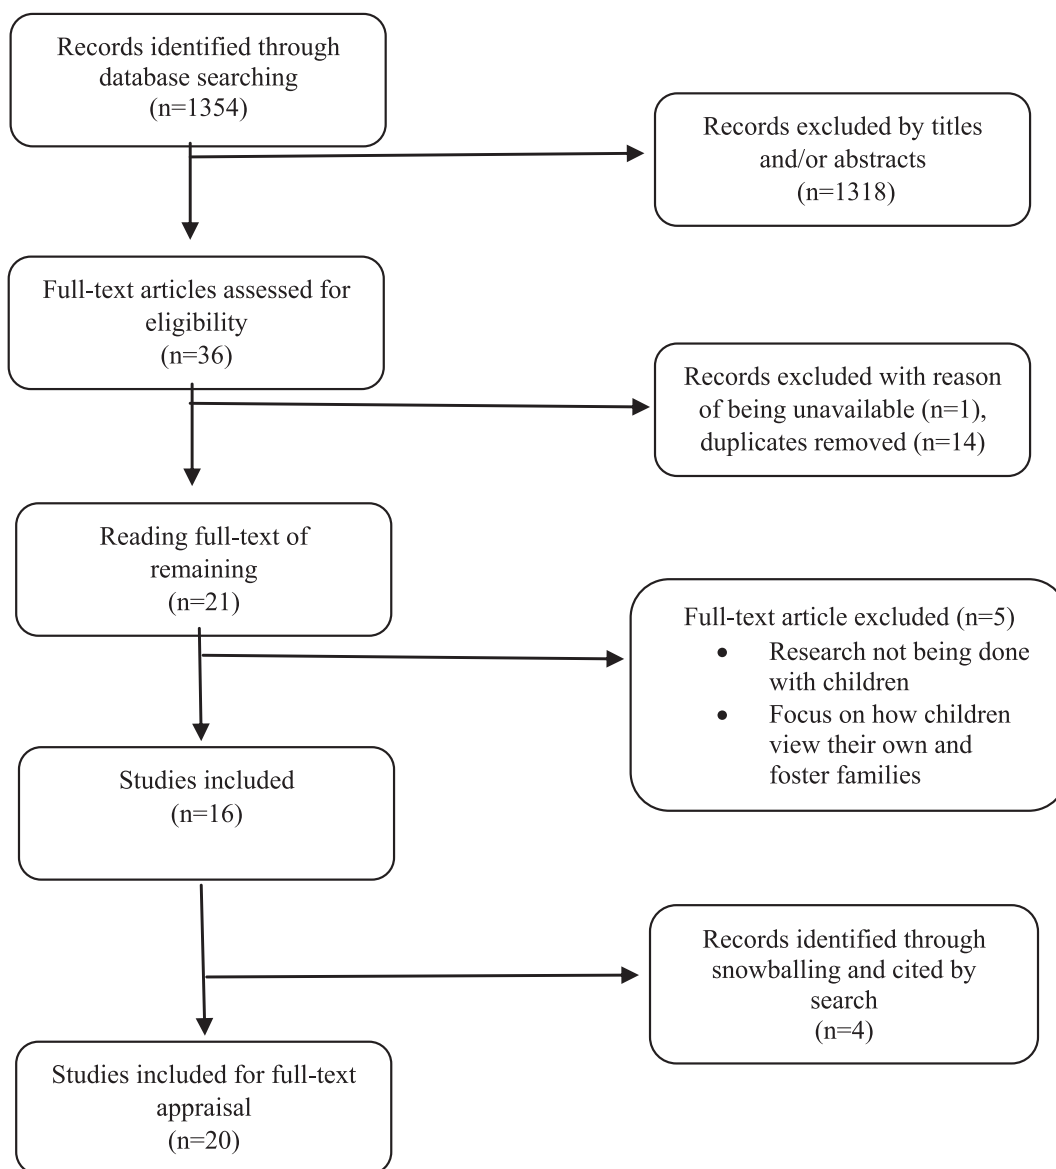 Records identified through
database searching
(n=1354)
Records excluded by titles
and/or abstracts
(n=1318)
Full-text articles assessed for
eligibility
(n=36)
Records excluded with reason
of being unavailable (n=1),
duplicates removed (n=14)
Reading full-text of
remaining
(n=21)
Full-text article excluded (n=5)
• Research not being done
with children
• Focus on how children
view their own and
foster families
Studies included
(n=16)
Records identified through
snowballing and cited by
search
(n=4)
Studies included for full-text
appraisal
(n=20)